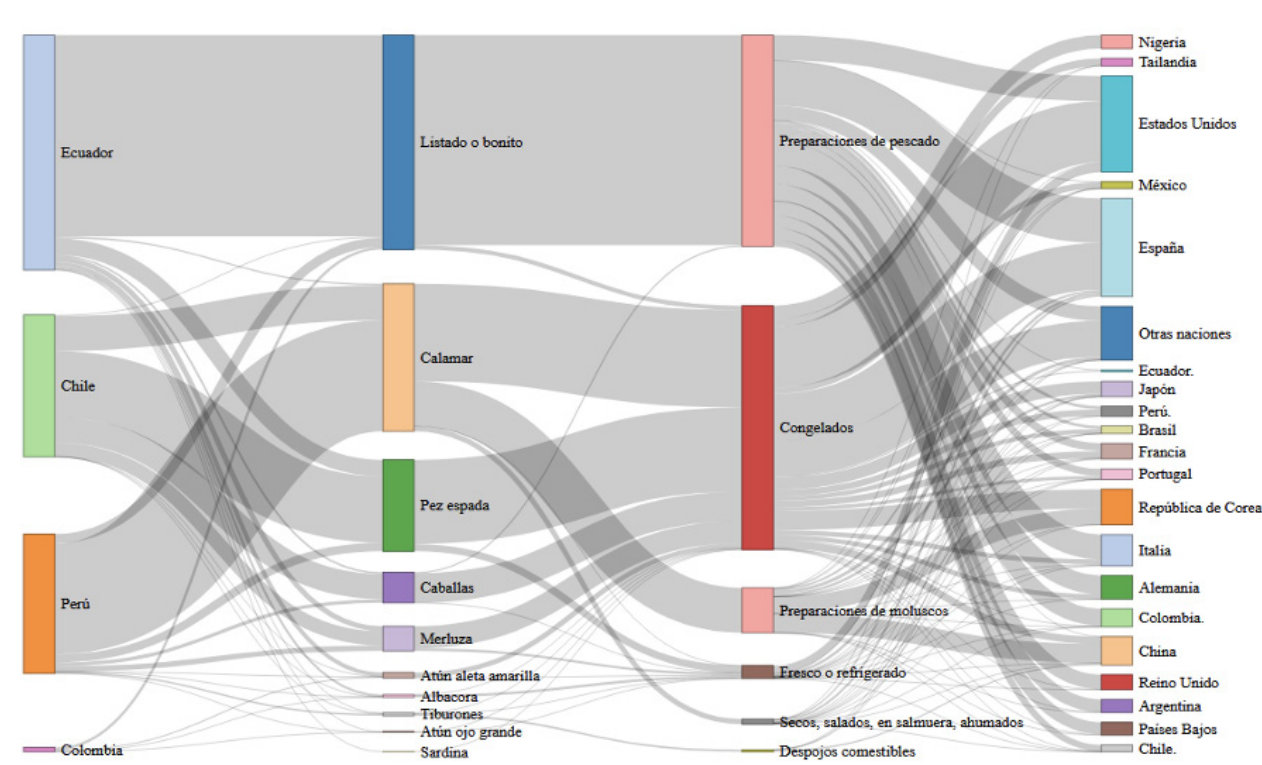 Ecuador
Chile
Perú
Colombia
Listado o bonito
Calamar
Pez espada
Caballas
Merluza
Atún aleta amarilla
Albacora
Tiburones
Atún ojo grande
Sardina
Preparaciones de pescado
Congelados
Preparaciones de moluscos
Fresco o refrigerado
Secos, salados, en salmuera, ahumados
Despojos comestibles
Nigeria
Tailandia
Estados Unidos
México
España
Otras naciones
Ecuador.
Japón
Perú.
Brasil
Francia
Portugal
República de Corea
Italia
Alemania
Colombia.
China
Reino Unido
Argentina
Países Bajos
Chile.